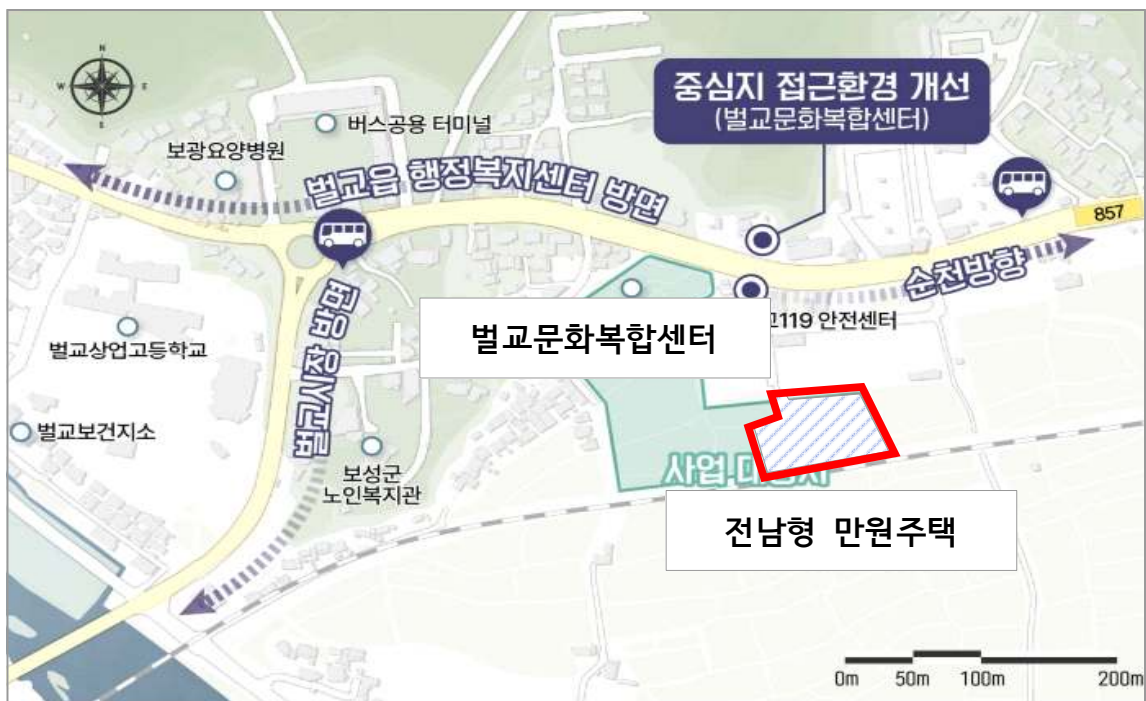 N
W
E
S
중심지 접근환경 개선
(벌교문화복합센터)
버스공용 터미널
보광요양병원
벌교읍 행정복지센터 방면
857
순천방향
119 안전센터
벌교문화복합센터
벌교상업고등학교
벌교시장 방면
벌교보건지소
보성군
노인복지관
사업
전남형 만원주택
0m 50m 100m 200m